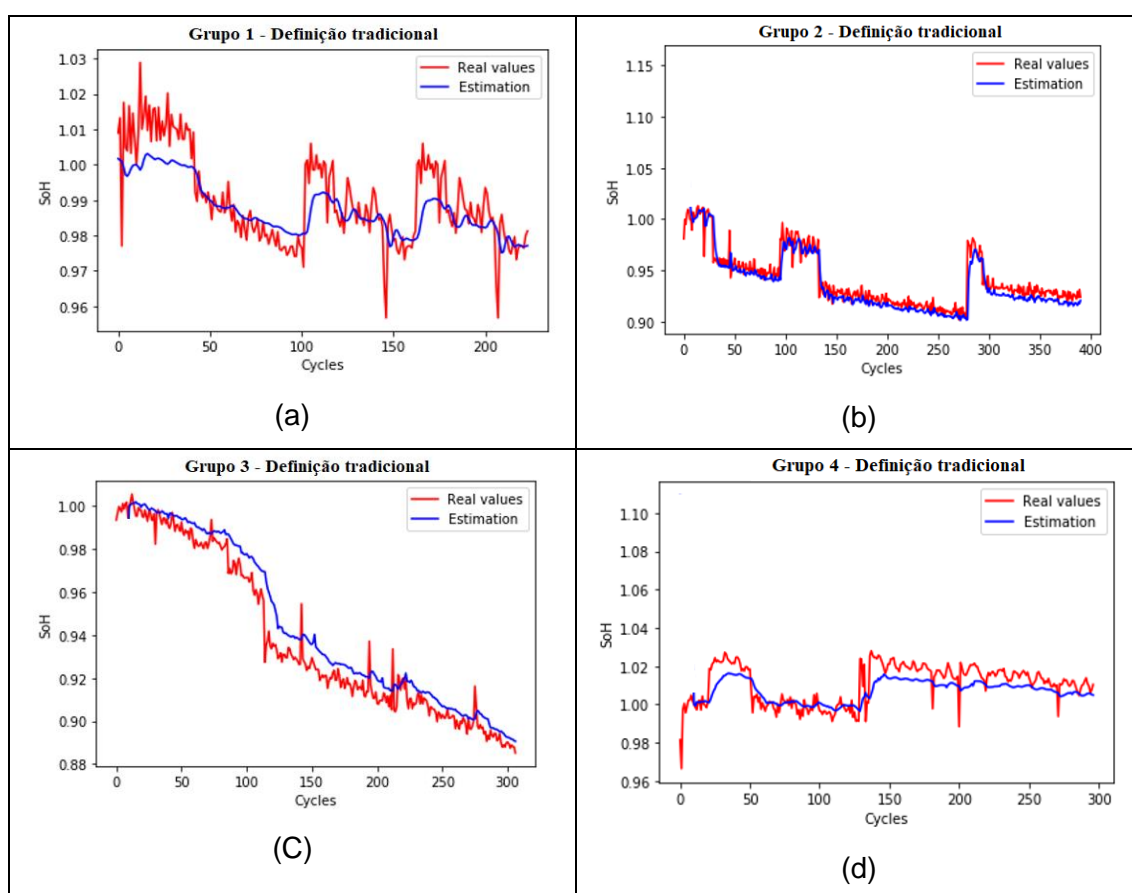 Grupo 1 - Definição tradicional
1.03
1.02
1.01
1.00
0.99
0.98
0.97
0.96
SoH
Real values
Estimation
0
50
100
150
200
Cycles
(a)
Grupo 2 - Definição tradicional
1.15
1.10
1.05
1.00
0.95
0.90
SoH
Real values
Estimation
0
50
100
150
200
250
300
350
400
Cycles
(b)
Grupo 3 - Definição tradicional
1.00
0.98
0.96
0.94
0.92
0.90
0.88
SoH
Real values
Estimation
0
50
100
150
200
250
300
Cycles
(C)
Grupo 4 - Definição tradicional
1.10
1.08
1.06
1.04
1.02
1.00
0.98
0.96
SoH
Real values
Estimation
0
50
100
150
200
250
300
Cycles
(d)